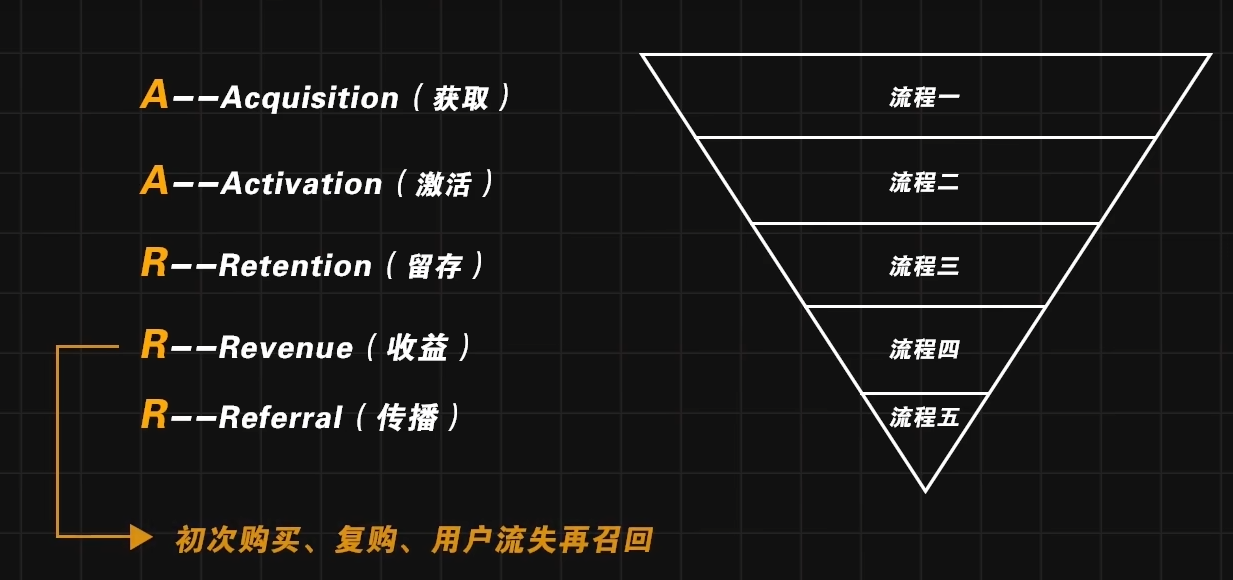 A——Acquisition（获取）
流程一
A——Activation（激活）
流程二
R——Retention（留存）
流程三
R——Revenue（收益）
流程四
R——Referral（传播）
流程五
初次购买、复购、用户流失再召回